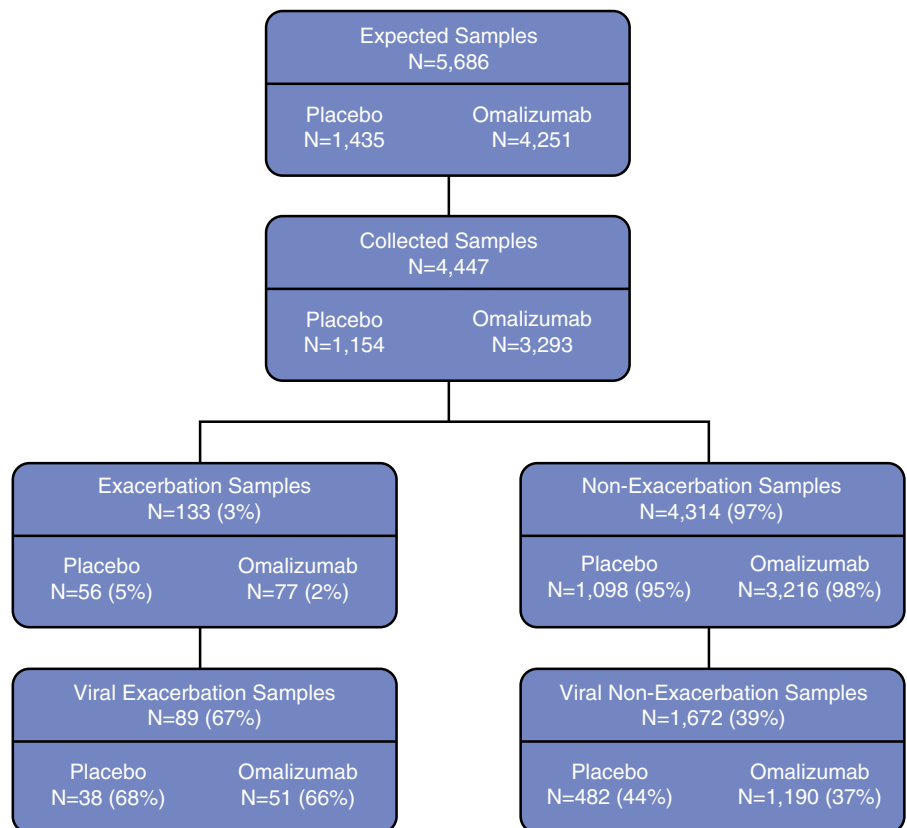 Expected Samples
N=5,686
Placebo Omalizumab
N=1,435 N=4,251
Collected Samples
N=4,447
Placebo Omalizumab
N=1,154 N=3,293
Exacerbation Samples
N=133 (3%)
Placebo Omalizumab
N=56 (5%) N=77 (2%)
Non-Exacerbation Samples
N=4,314 (97%)
Placebo Omalizumab
N=1,098 (95%) N=3,216 (98%)
Viral Exacerbation Samples
N=89 (67%)
Placebo Omalizumab
N=38 (68%) N=51 (66%)
Viral Non-Exacerbation Samples
N=1,672 (39%)
Placebo Omalizumab
N=482 (44%) N=1,190 (37%)